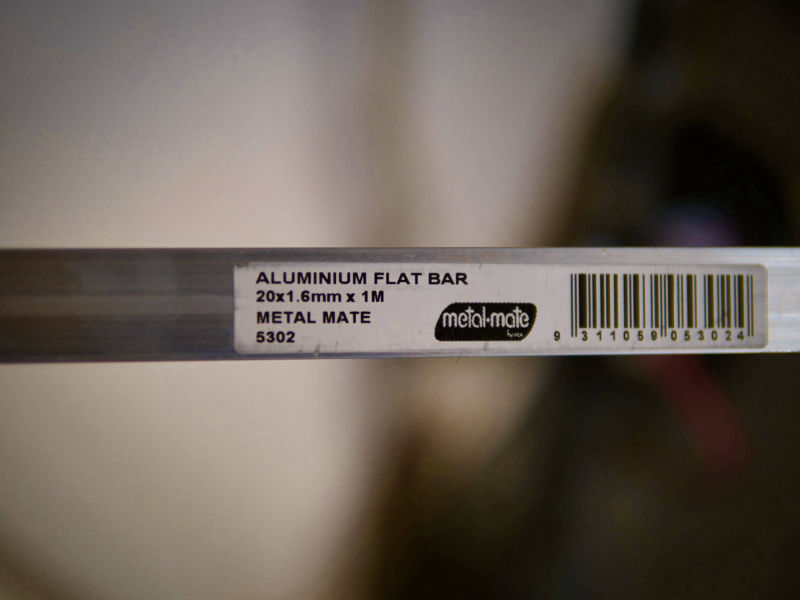 ALUMINIUM FLAT BAR
20x1.6mm x 1M
METAL MATE
5302
metal·mate
9 311059 053024